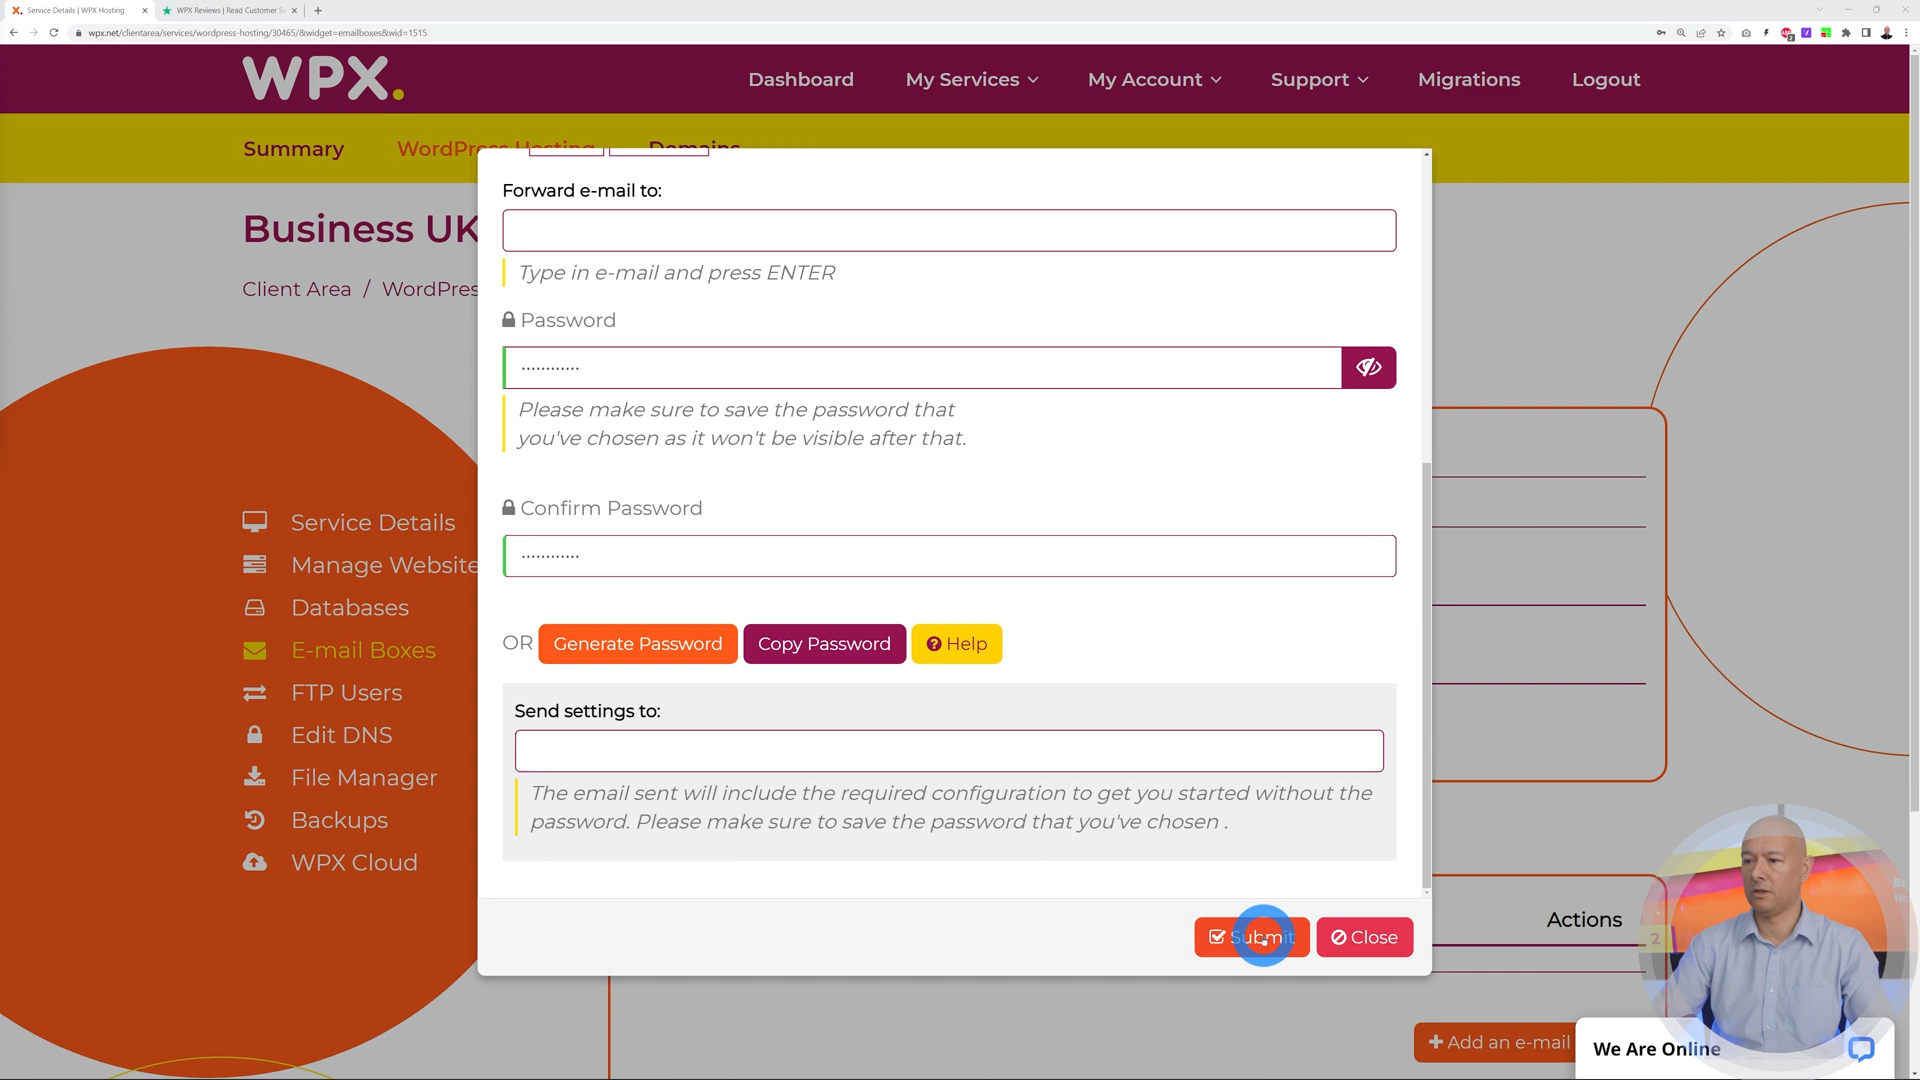 Service Details | WPX Hosting
WPX Reviews | Read Customer Se
wpx.net/clientarea/services/wordpress-hosting/30465/&widget=emailboxes&wid=1515
WPX.
Dashboard
My Services
My Account
Support
Migrations
Logout
Summary
WordPress Hosting
Domains
Business UK
Client Area / WordPres
Service Details
Manage Website
Databases
E-mail Boxes
FTP Users
Edit DNS
File Manager
Backups
WPX Cloud
Forward e-mail to:
Type in e-mail and press ENTER
Password
············
Please make sure to save the password that
you've chosen as it won't be visible after that.
Confirm Password
············
OR Generate Password Copy Password Help
Send settings to:
The email sent will include the required configuration to get you started without the
password. Please make sure to save the password that you've chosen .
Submit
Close
Actions
2
Add an e-mail
We Are Online